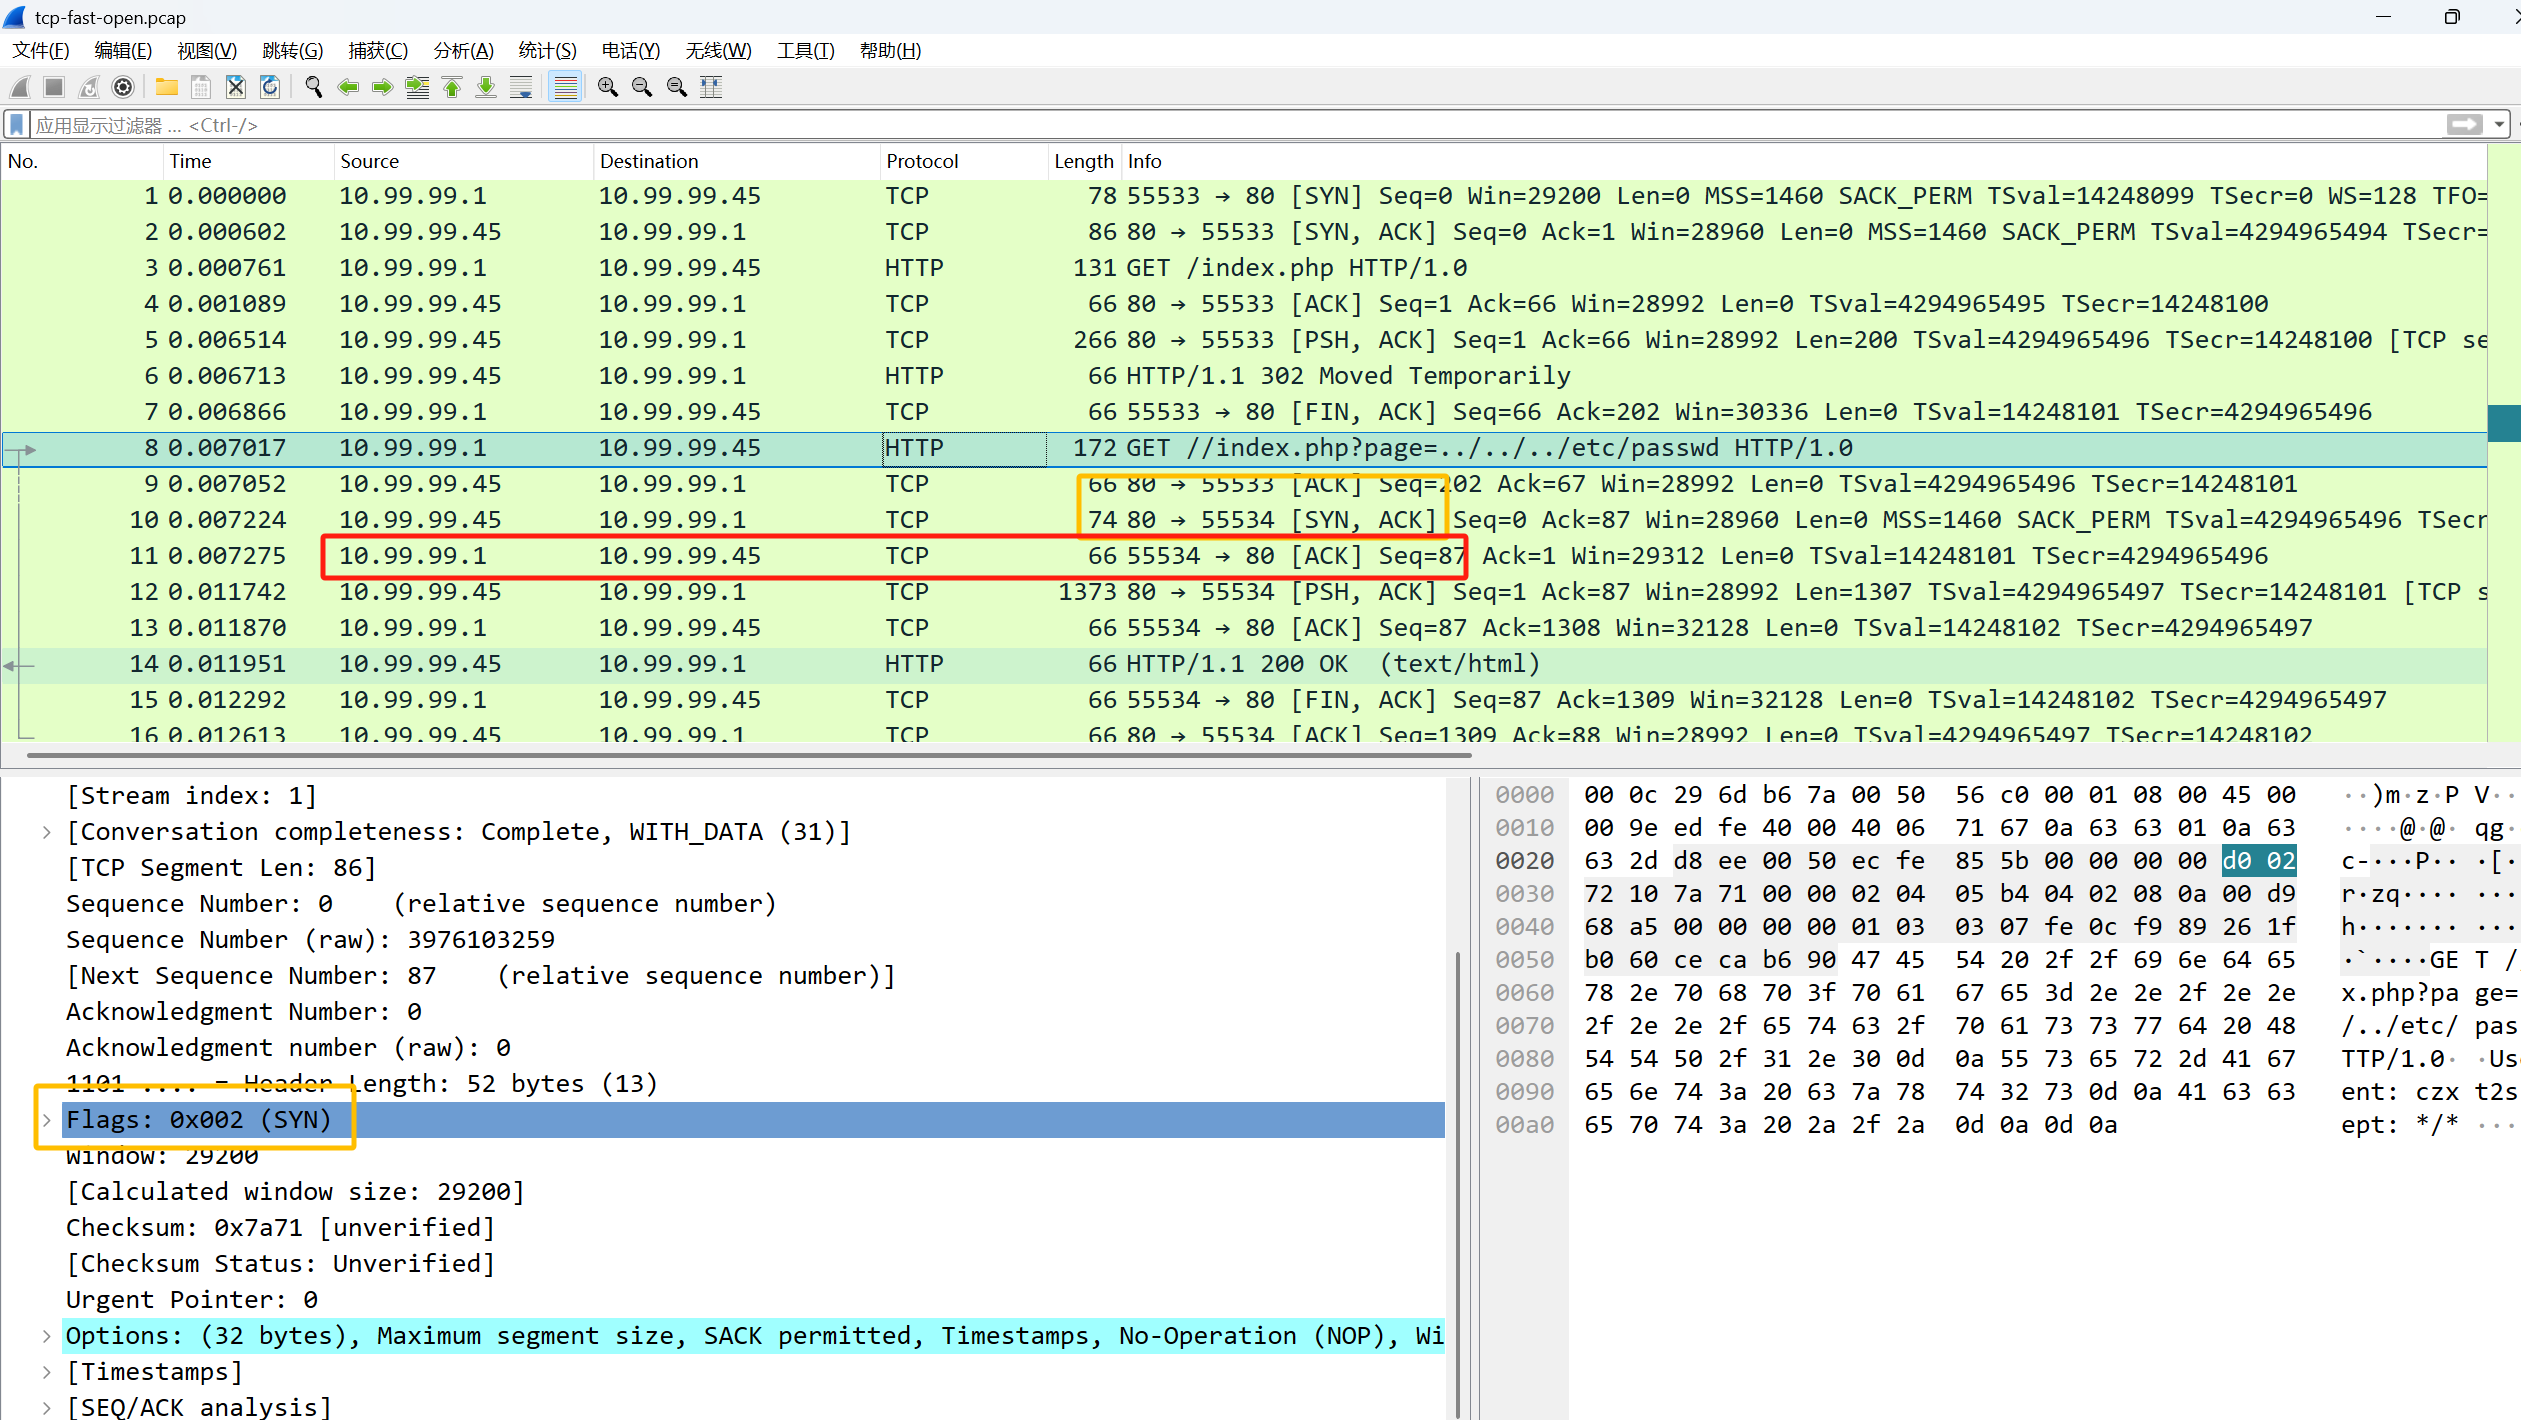 tcp-fast-open.pcap
文件(F) 编辑(E) 视图(V) 跳转(G) 捕获(C) 分析(A) 统计(S) 电话(Y) 无线(W) 工具(T) 帮助(H)
应用显示过滤器 … <Ctrl-/>
No. Time Source Destination Protocol Length Info
1 0.000000 10.99.99.1 10.99.99.45 TCP 78 55533 → 80 [SYN] Seq=0 Win=29200 Len=0 MSS=1460 SACK_PERM TSval=14248099 TSecr=0 WS=128 TFO=
2 0.000602 10.99.99.45 10.99.99.1 TCP 86 80 → 55533 [SYN, ACK] Seq=0 Ack=1 Win=28960 Len=0 MSS=1460 SACK_PERM TSval=4294965494 TSecr=
3 0.000761 10.99.99.1 10.99.99.45 HTTP 131 GET /index.php HTTP/1.0
4 0.001089 10.99.99.45 10.99.99.1 TCP 66 80 → 55533 [ACK] Seq=1 Ack=66 Win=28992 Len=0 TSval=4294965495 TSecr=14248100
5 0.006514 10.99.99.45 10.99.99.1 TCP 266 80 → 55533 [PSH, ACK] Seq=1 Ack=66 Win=28992 Len=200 TSval=4294965496 TSecr=14248100 [TCP se
6 0.006713 10.99.99.45 10.99.99.1 HTTP 66 HTTP/1.1 302 Moved Temporarily
7 0.006866 10.99.99.1 10.99.99.45 TCP 66 55533 → 80 [FIN, ACK] Seq=66 Ack=202 Win=30336 Len=0 TSval=14248101 TSecr=4294965496
8 0.007017 10.99.99.1 10.99.99.45 HTTP 172 GET //index.php?page=../../../etc/passwd HTTP/1.0
9 0.007052 10.99.99.45 10.99.99.1 TCP 66 80 → 55533 [ACK] Seq=202 Ack=67 Win=28992 Len=0 TSval=4294965496 TSecr=14248101
10 0.007224 10.99.99.45 10.99.99.1 TCP 74 80 → 55534 [SYN, ACK] Seq=0 Ack=87 Win=28960 Len=0 MSS=1460 SACK_PERM TSval=4294965496 TSecr
11 0.007275 10.99.99.1 10.99.99.45 TCP 66 55534 → 80 [ACK] Seq=87 Ack=1 Win=29312 Len=0 TSval=14248101 TSecr=4294965496
12 0.011742 10.99.99.45 10.99.99.1 TCP 1373 80 → 55534 [PSH, ACK] Seq=1 Ack=87 Win=28992 Len=1307 TSval=4294965497 TSecr=14248101 [TCP s
13 0.011870 10.99.99.1 10.99.99.45 TCP 66 55534 → 80 [ACK] Seq=87 Ack=1308 Win=32128 Len=0 TSval=14248102 TSecr=4294965497
14 0.011951 10.99.99.45 10.99.99.1 HTTP 66 HTTP/1.1 200 OK (text/html)
15 0.012292 10.99.99.1 10.99.99.45 TCP 66 55534 → 80 [FIN, ACK] Seq=87 Ack=1309 Win=32128 Len=0 TSval=14248102 TSecr=4294965497
16 0.012613 10.99.99.45 10.99.99.1 TCP 66 80 → 55534 [ACK] Seq=1309 Ack=88 Win=28992 Len=0 TSval=4294965497 TSecr=14248102
[Stream index: 1]
[Conversation completeness: Complete, WITH_DATA (31)]
[TCP Segment Len: 86]
Sequence Number: 0 (relative sequence number)
Sequence Number (raw): 3976103259
[Next Sequence Number: 87 (relative sequence number)]
Acknowledgment Number: 0
Acknowledgment number (raw): 0
1101 .... = Header Length: 52 bytes (13)
Flags: 0x002 (SYN)
Window: 29200
[Calculated window size: 29200]
Checksum: 0x7a71 [unverified]
[Checksum Status: Unverified]
Urgent Pointer: 0
Options: (32 bytes), Maximum segment size, SACK permitted, Timestamps, No-Operation (NOP), Wi
[Timestamps]
[SEQ/ACK analysis]
0000 00 0c 29 6d b6 7a 00 50 56 c0 00 01 08 00 45 00 ··)m·z·P V··
0010 00 9e ed fe 40 00 40 06 71 67 0a 63 63 01 0a 63 ····@·@· qg·
0020 63 2d d8 ee 00 50 ec fe 85 5b 00 00 00 00 d0 02 c-···P·· ·[·
0030 72 10 7a 71 00 00 02 04 05 b4 04 02 08 0a 00 d9 r·zq···· ···
0040 68 a5 00 00 00 00 01 03 03 07 fe 0c f9 89 26 1f h······· ···
0050 b0 60 ce ca b6 90 47 45 54 20 2f 2f 69 6e 64 65 ·`····GE T /
0060 78 2e 70 68 70 3f 70 61 67 65 3d 2e 2e 2f 2e 2e x.php?pa ge=
0070 2f 2e 2e 2f 65 74 63 2f 70 61 73 73 77 64 20 48 /../etc/ pas
0080 54 54 50 2f 31 2e 30 0d 0a 55 73 65 72 2d 41 67 TTP/1.0· ·Us
0090 65 6e 74 3a 20 63 7a 78 74 32 73 0d 0a 41 63 63 ent: czx t2s
00a0 65 70 74 3a 20 2a 2f 2a 0d 0a 0d 0a ept: */* ···